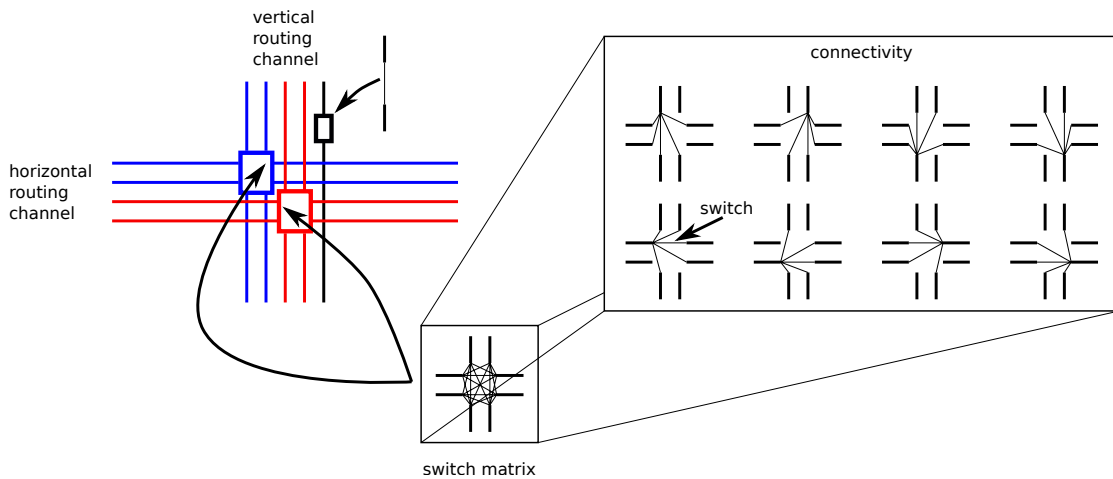 vertical
routing
channel
connectivity
horizontal
routing
channel
switch
switch matrix